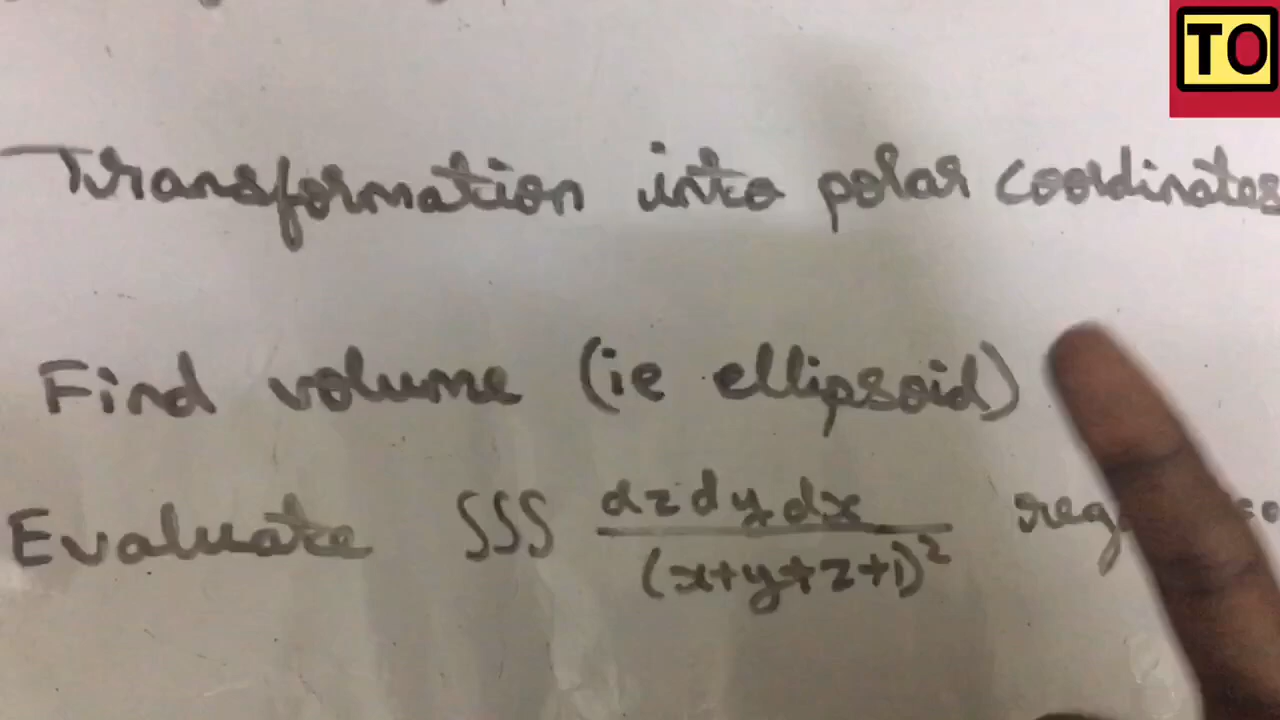 TO
Transformation into polar coordinates
Find volume (ie ellipsoid)
Evaluate ∫∫∫ dzdydx/(x+y+z+1)²